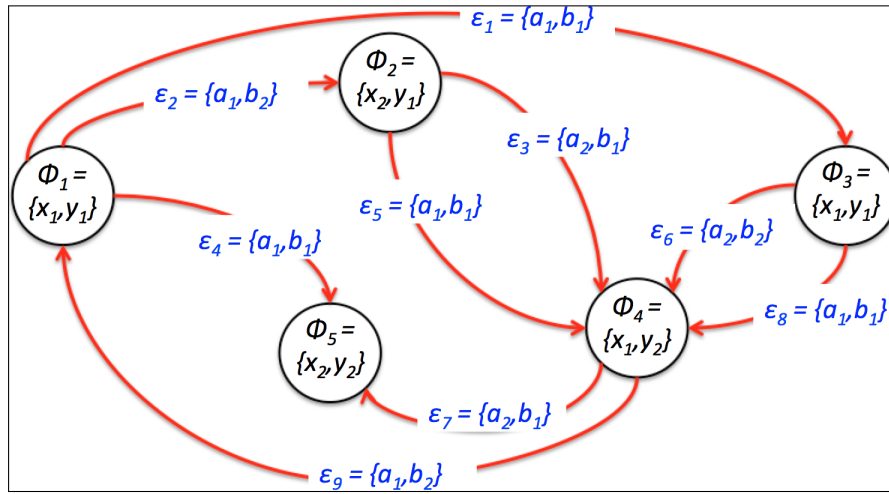 ε₁ = {a₁,b₁}
Φ₂ =
{x₂,y₁}
ε₂ = {a₁,b₂}
ε₃ = {a₂,b₁}
Φ₁ =
{x₁,y₁}
Φ₃ =
{x₁,y₁}
ε₅ = {a₁,b₁}
ε₆ = {a₂,b₂}
ε₄ = {a₁,b₁}
Φ₄ =
{x₁,y₂}
ε₈ = {a₁,b₁}
Φ₅ =
{x₂,y₂}
ε₇ = {a₂,b₁}
ε₉ = {a₁,b₂}